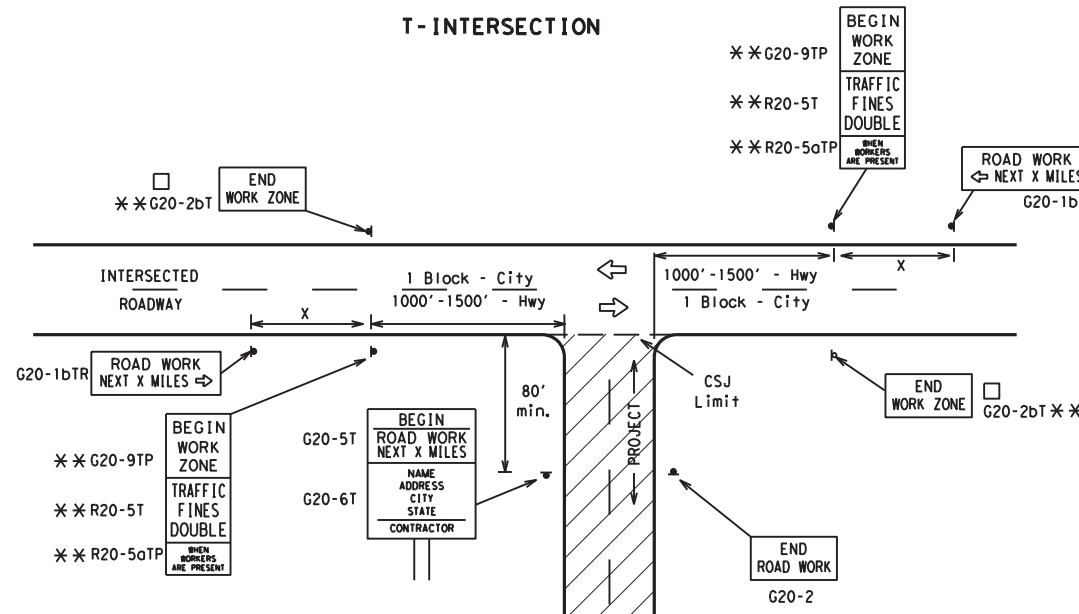 T-INTERSECTION
BEGIN
WORK
ZONE
TRAFFIC
FINES
DOUBLE
WHEN
WORKERS
ARE PRESENT
**G20-9TP
**R20-5T
**R20-5aTP
ROAD WORK
⇦ NEXT X MILES
G20-1b
□
**G20-2bT
END
WORK ZONE
INTERSECTED
ROADWAY
1 Block - City
1000'-1500' - Hwy
X
1000'-1500' - Hwy
1 Block - City
X
G20-1bTR
ROAD WORK
NEXT X MILES ⇨
80'
min.
CSJ
Limit
PROJECT
END
WORK ZONE
□
G20-2bT **
BEGIN
WORK
ZONE
TRAFFIC
FINES
DOUBLE
WHEN
WORKERS
ARE PRESENT
**G20-9TP
**R20-5T
**R20-5aTP
G20-5T
G20-6T
BEGIN
ROAD WORK
NEXT X MILES
NAME
ADDRESS
CITY
STATE
CONTRACTOR
END
ROAD WORK
G20-2